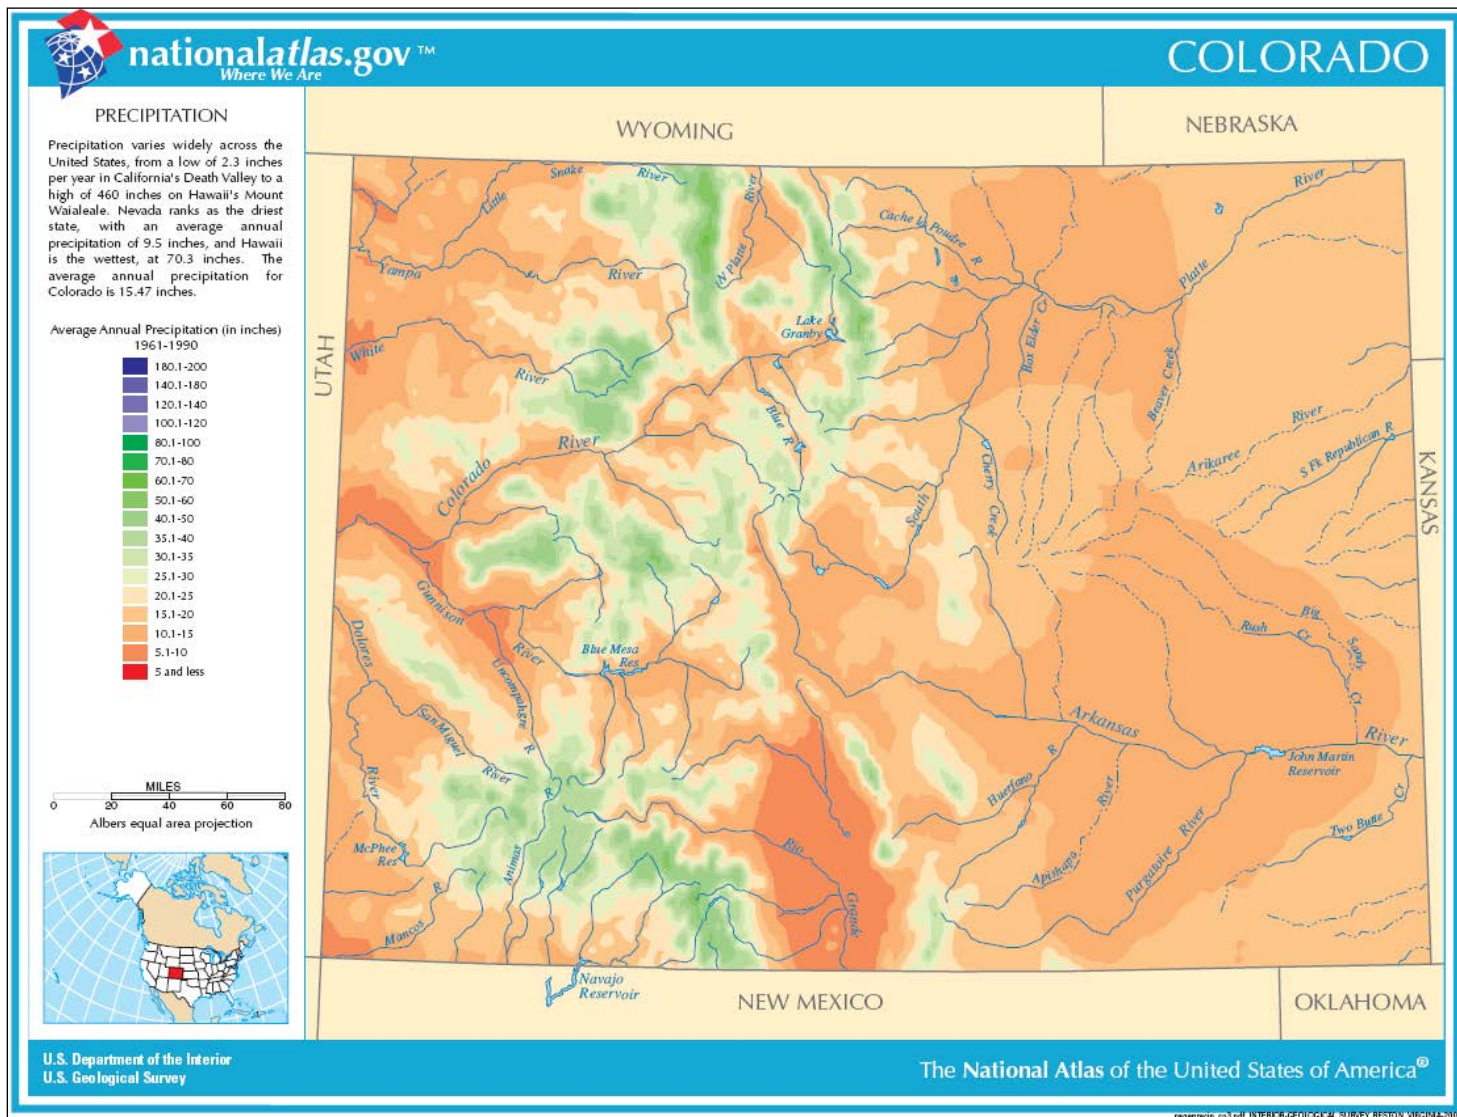 nationalatlas.gov ™
Where We Are
COLORADO
PRECIPITATION
Precipitation varies widely across the
United States, from a low of 2.3 inches
per year in California's Death Valley to a
high of 460 inches on Hawaii's Mount
Waialeale. Nevada ranks as the driest
state, with an average annual
precipitation of 9.5 inches, and Hawaii
is the wettest, at 70.3 inches. The
average annual precipitation for
Colorado is 15.47 inches.
Average Annual Precipitation (in inches)
1961-1990
180.1-200
140.1-180
120.1-140
100.1-120
80.1-100
70.1-80
60.1-70
50.1-60
40.1-50
35.1-40
30.1-35
25.1-30
20.1-25
15.1-20
10.1-15
5.1-10
5 and less
MILES
0 20 40 60 80
Albers equal area projection
WYOMING
NEBRASKA
UTAH
KANSAS
NEW MEXICO
OKLAHOMA
Little Snake River
Yampa River
White River
N Platte River
Cache la Poudre R
Lake
Granby
Blue R
Colorado River
Box Elder Cr
Platte River
Beaver Creek
Arikaree River
S Fk Republican R
South
Cherry Creek
Gunnison River
Dolores River
Uncompahgre R
San Miguel River
Blue Mesa
Res
Big Sandy Cr
Rush Cr
Arkansas River
John Martin
Reservoir
Huerfano R
Apishapa River
Purgatoire River
Two Butte Cr
McPhee
Res
Mancos R
Animas R
Rio Grande
Navajo
Reservoir
U.S. Department of the Interior
U.S. Geological Survey
The National Atlas of the United States of America®